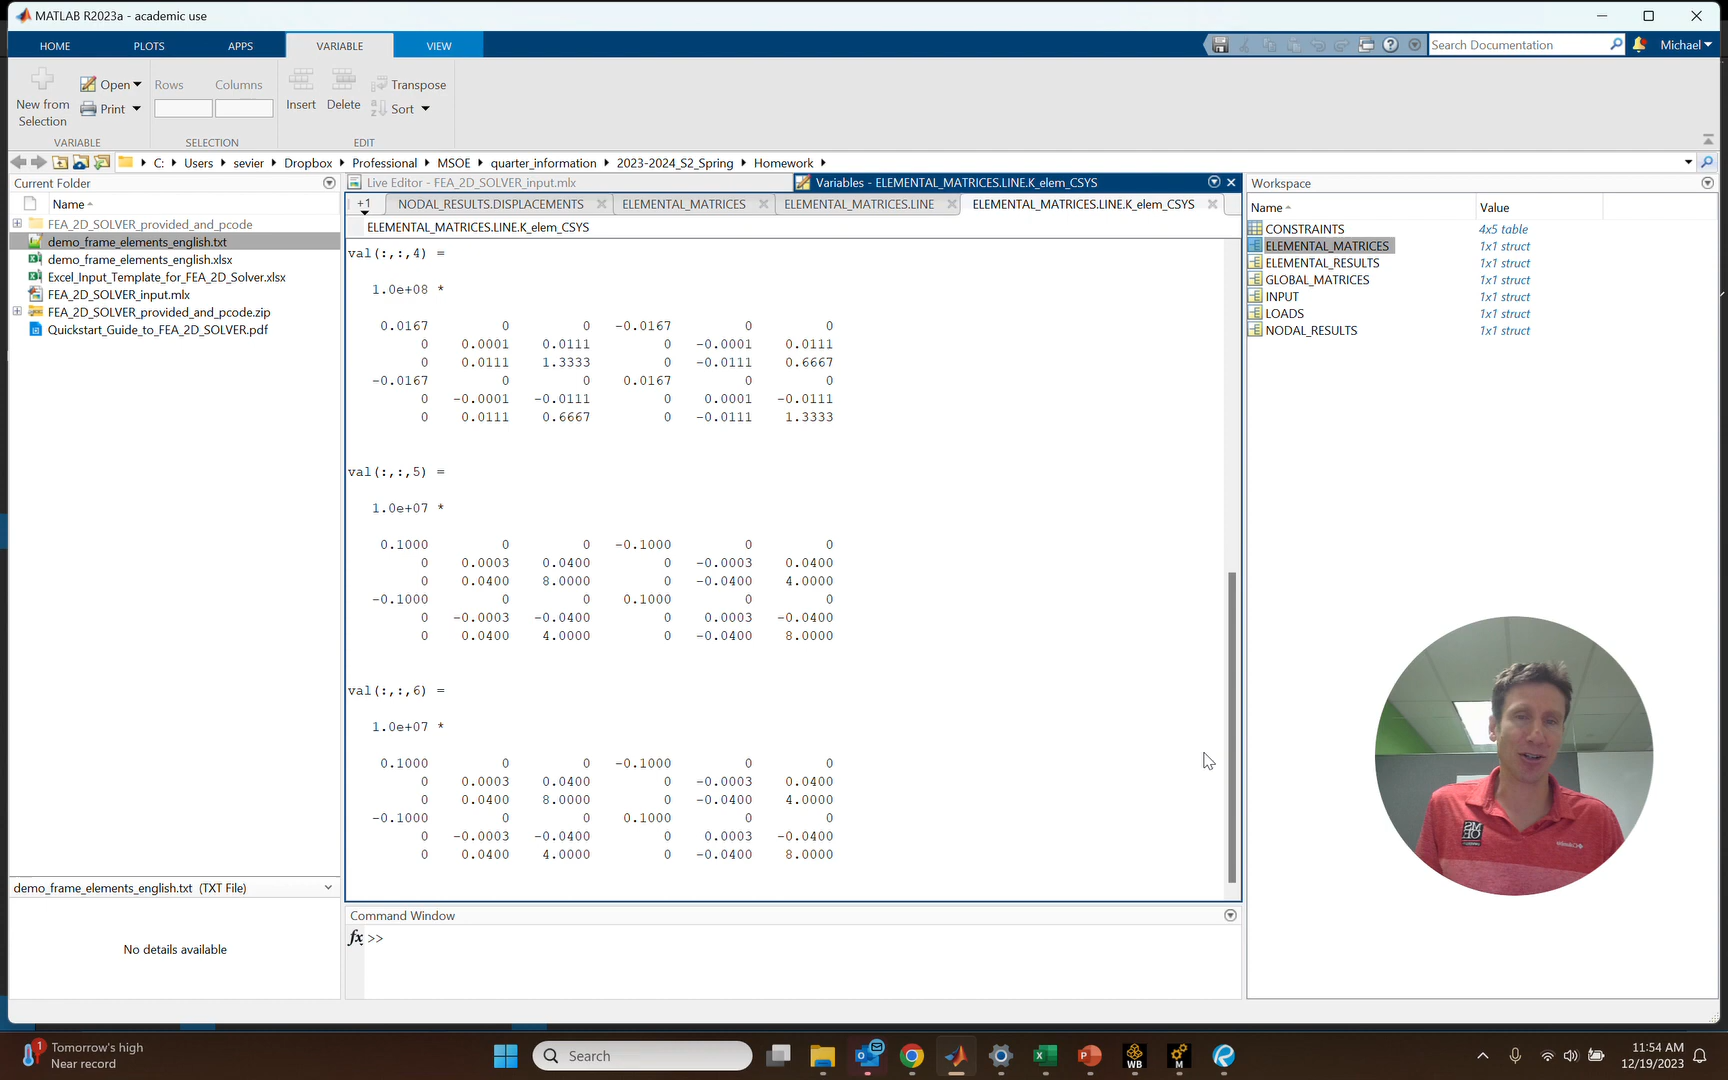 MATLAB R2023a - academic use
HOME PLOTS APPS VARIABLE VIEW
Search Documentation
Michael
New from Selection
Open
Print
Rows Columns
Insert Delete
Transpose
Sort
VARIABLE SELECTION EDIT
C: Users sevier Dropbox Professional MSOE quarter_information 2023-2024_S2_Spring Homework
Current Folder
Name
FEA_2D_SOLVER_provided_and_pcode
demo_frame_elements_english.txt
demo_frame_elements_english.xlsx
Excel_Input_Template_for_FEA_2D_Solver.xlsx
FEA_2D_SOLVER_input.mlx
FEA_2D_SOLVER_provided_and_pcode.zip
Quickstart_Guide_to_FEA_2D_SOLVER.pdf
demo_frame_elements_english.txt (TXT File)
No details available
Live Editor - FEA_2D_SOLVER_input.mlx
Variables - ELEMENTAL_MATRICES.LINE.K_elem_CSYS
+1 NODAL_RESULTS.DISPLACEMENTS ELEMENTAL_MATRICES ELEMENTAL_MATRICES.LINE ELEMENTAL_MATRICES.LINE.K_elem_CSYS
ELEMENTAL_MATRICES.LINE.K_elem_CSYS
val(:,:,4) =
1.0e+08 *
0.0167 0 0 -0.0167 0 0
0 0.0001 0.0111 0 -0.0001 0.0111
0 0.0111 1.3333 0 -0.0111 0.6667
-0.0167 0 0 0.0167 0 0
0 -0.0001 -0.0111 0 0.0001 -0.0111
0 0.0111 0.6667 0 -0.0111 1.3333
val(:,:,5) =
1.0e+07 *
0.1000 0 0 -0.1000 0 0
0 0.0003 0.0400 0 -0.0003 0.0400
0 0.0400 8.0000 0 -0.0400 4.0000
-0.1000 0 0 0.1000 0 0
0 -0.0003 -0.0400 0 0.0003 -0.0400
0 0.0400 4.0000 0 -0.0400 8.0000
val(:,:,6) =
1.0e+07 *
0.1000 0 0 -0.1000 0 0
0 0.0003 0.0400 0 -0.0003 0.0400
0 0.0400 8.0000 0 -0.0400 4.0000
-0.1000 0 0 0.1000 0 0
0 -0.0003 -0.0400 0 0.0003 -0.0400
0 0.0400 4.0000 0 -0.0400 8.0000
Command Window
fx >>
Workspace
Name Value
CONSTRAINTS 4x5 table
ELEMENTAL_MATRICES 1x1 struct
ELEMENTAL_RESULTS 1x1 struct
GLOBAL_MATRICES 1x1 struct
INPUT 1x1 struct
LOADS 1x1 struct
NODAL_RESULTS 1x1 struct
MSOE
1
Tomorrow's high
Near record
Search
WB
M
11:54 AM
12/19/2023